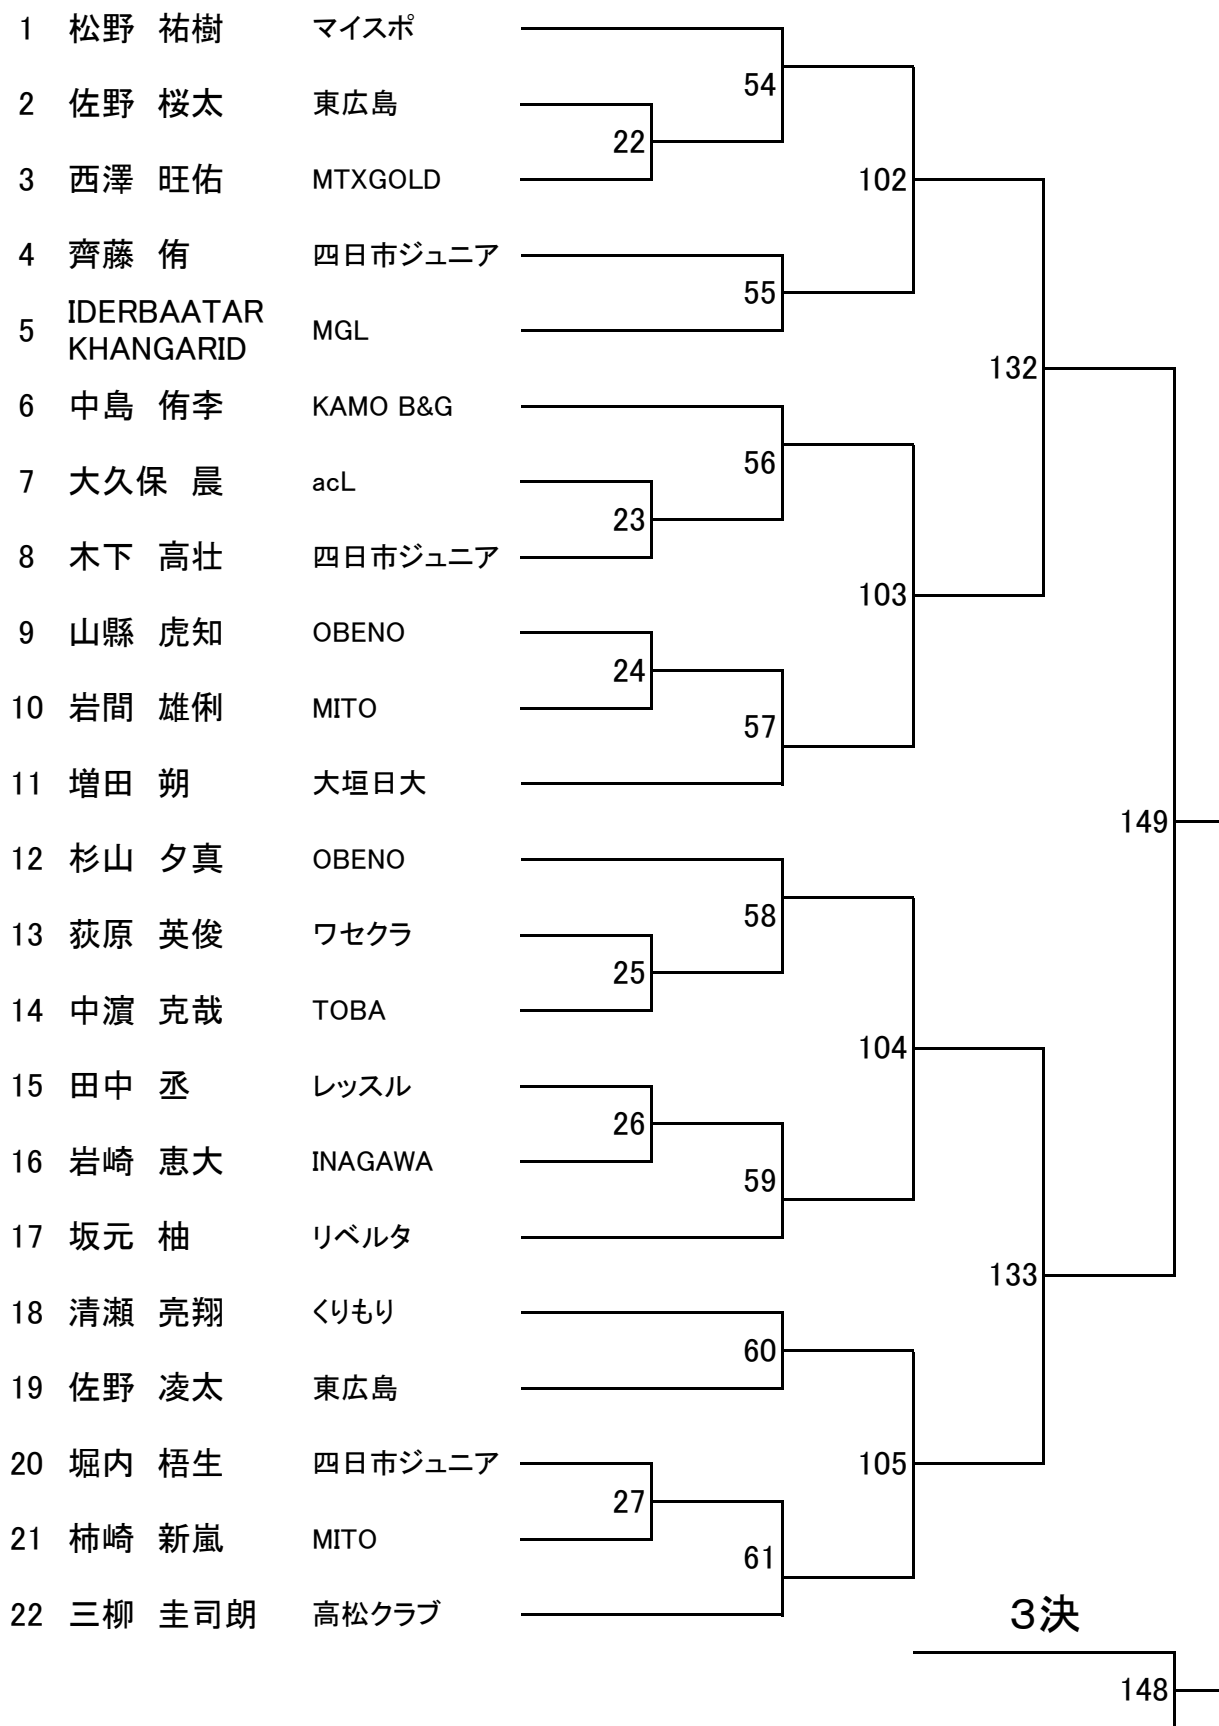 1 松野 祐樹 マイスポ
54
2 佐野 桜太 東広島
22
3 西澤 旺佑 MTXGOLD
102
4 齊藤 侑 四日市ジュニア
55
5 IDERBAATAR
KHANGARID MGL
132
6 中島 侑李 KAMO B&G
56
7 大久保 晨 acL
23
8 木下 高壮 四日市ジュニア
103
9 山縣 虎知 OBENO
24
10 岩間 雄俐 MITO
57
11 増田 朔 大垣日大
149
12 杉山 夕真 OBENO
58
13 荻原 英俊 ワセクラ
25
14 中濵 克哉 TOBA
104
15 田中 丞 レッスル
26
16 岩崎 恵大 INAGAWA
59
17 坂元 柚 リベルタ
133
18 清瀬 亮翔 くりもり
60
19 佐野 凌太 東広島
20 堀内 梧生 四日市ジュニア
105
27
21 柿崎 新嵐 MITO
61
22 三柳 圭司朗 高松クラブ
３決
148